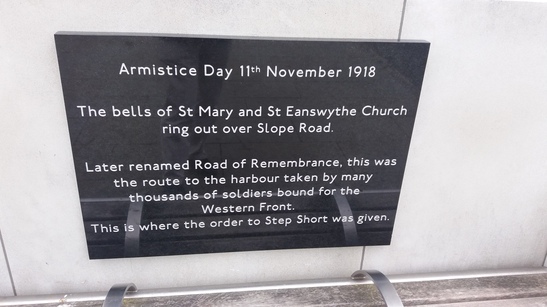 Armistice Day 11th November 1918
The bells of St Mary and St Eanswythe Church
ring out over Slope Road.
Later renamed Road of Remembrance, this was
the route to the harbour taken by many
thousands of soldiers bound for the
Western Front.
This is where the order to Step Short was given.